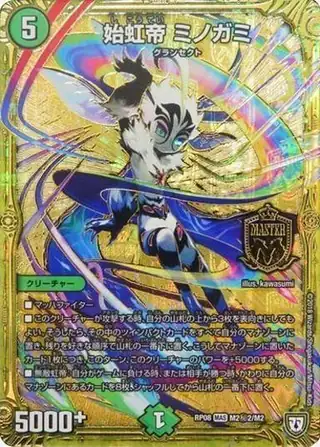 5
しこうてい
始虹帝 ミノガミ
グランセクト
MASTER
illus. kawasumi
クリーチャー
■マッハファイター
■このクリーチャーが攻撃する時、自分の山札の上から3枚を表向きにしてもよい。そうしたら、その中のツインパクトカードをすべて自分のマナゾーンに置き、残りを好きな順序で山札の一番下に置く。こうしてマナゾーンに置いたカード1枚につき、このターン、このクリーチャーのパワーを+5000する。
■無敵虹帝:自分がゲームに負ける時、または相手が勝つ時、かわりに自分のマナゾーンにあるカードを8枚、シャッフルしてから山札の一番下に置く。
5000+
1
RP08 MAS M2㊙2/M2